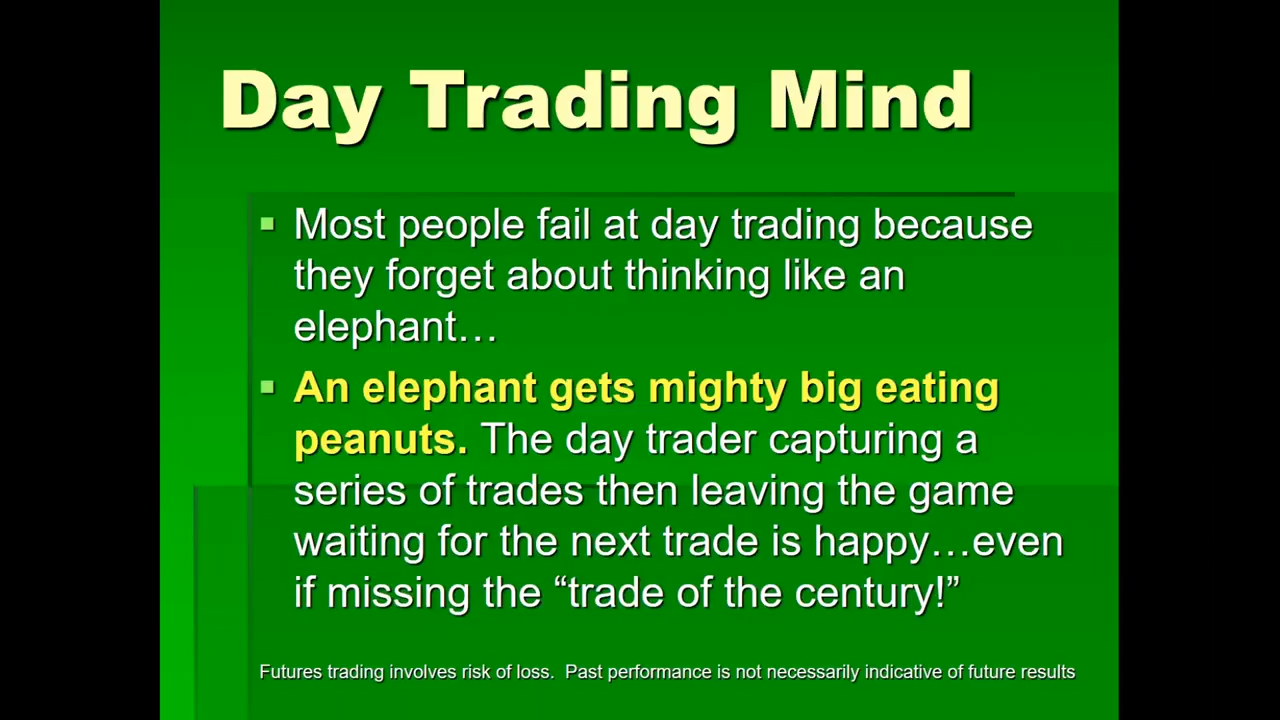 Day Trading Mind
Most people fail at day trading because
they forget about thinking like an
elephant…
An elephant gets mighty big eating
peanuts. The day trader capturing a
series of trades then leaving the game
waiting for the next trade is happy…even
if missing the “trade of the century!”
Futures trading involves risk of loss.  Past performance is not necessarily indicative of future results